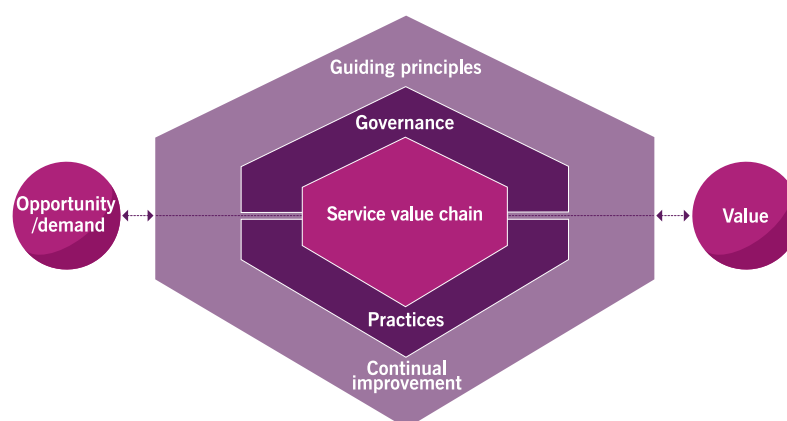 Guiding principles
Governance
Opportunity
/demand
Service value chain
Value
Practices
Continual
improvement